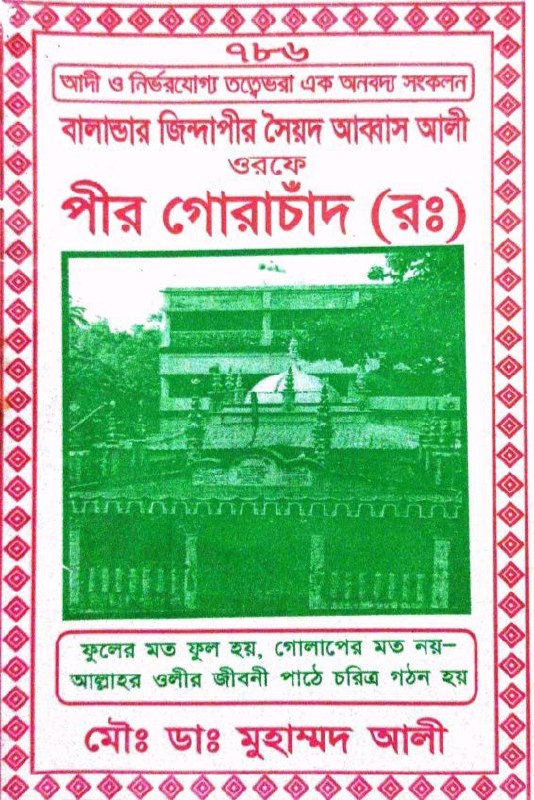 ৭৮৬
আদী ও নির্ভরযোগ্য তত্ত্বেভরা এক অনবদ্য সংকলন
বালান্ডার জিন্দাপীর সৈয়দ আব্বাস আলী
ওরফে
পীর গোরাচাঁদ (রঃ)
ফুলের মত ফুল হয়, গোলাপের মত নয়–
আল্লাহর ওলীর জীবনী পাঠে চরিত্র গঠন হয়
মৌঃ ডাঃ মুহাম্মদ আলী